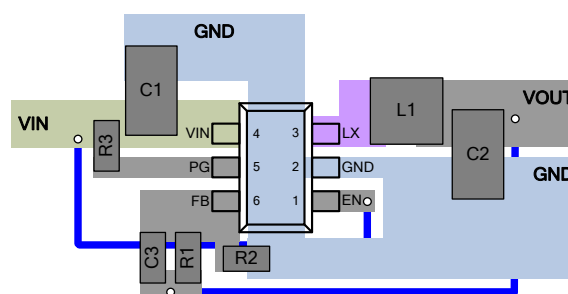 GND
C1
L1
VOUT
VIN
VIN
4
3
LX
R3
C2
PG
5
2
GND
GND
FB
6
1
EN
C3
R1
R2